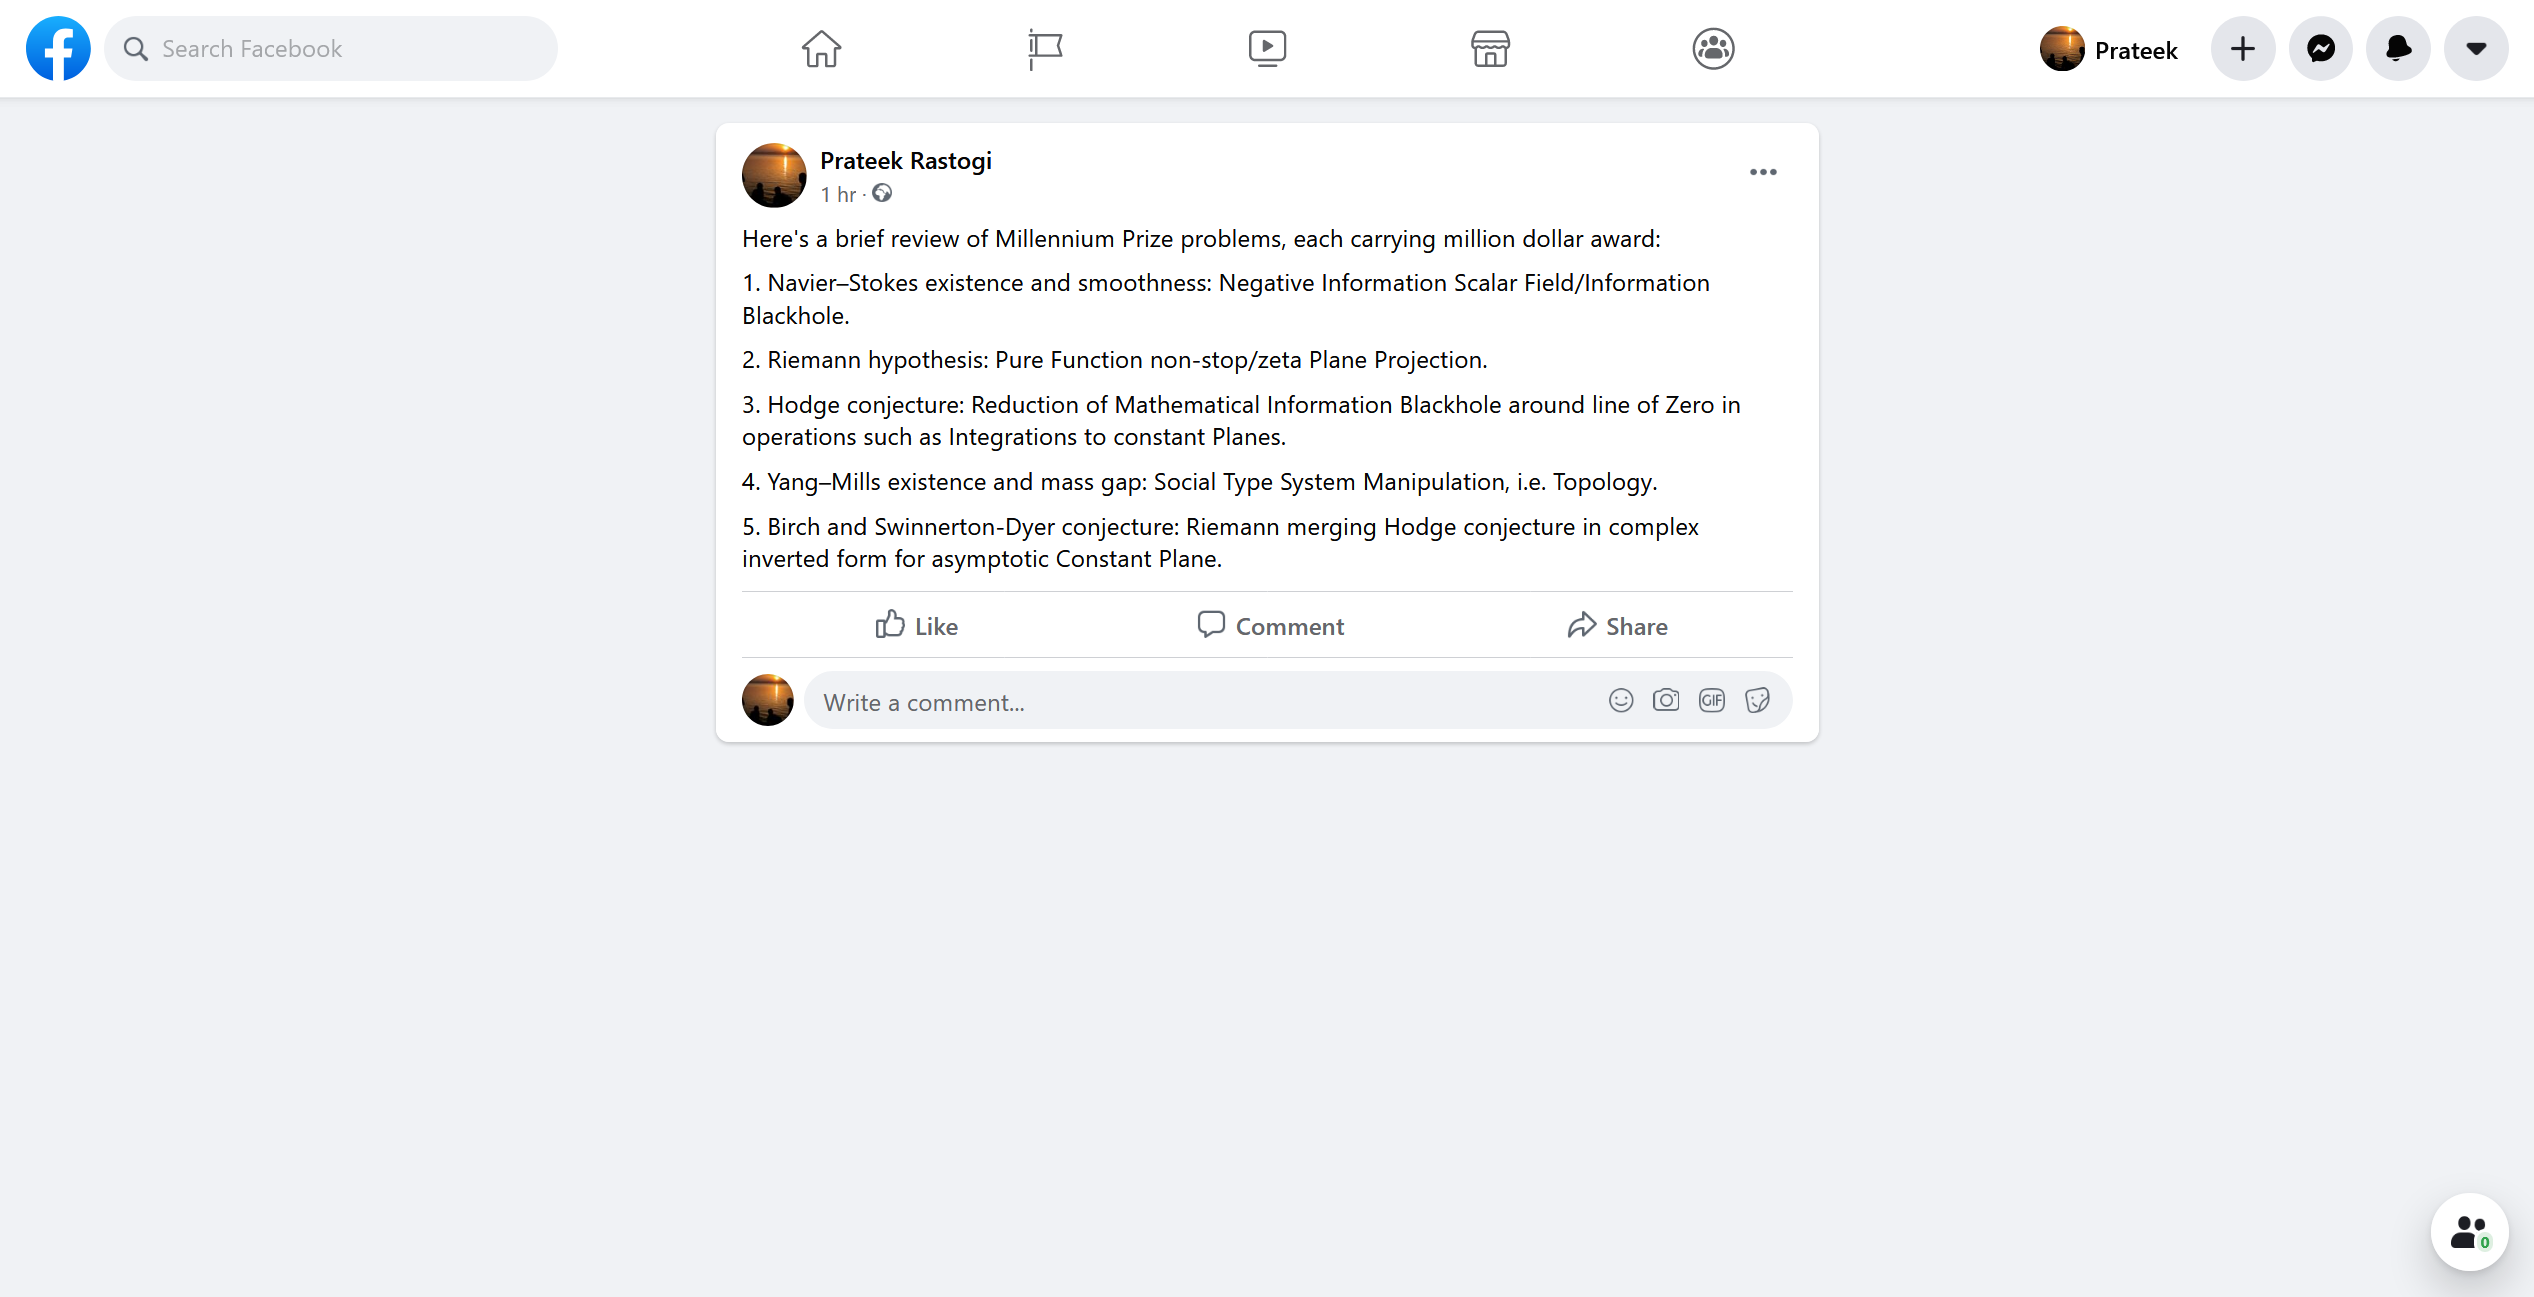 Search Facebook
Prateek
Prateek Rastogi
1 hr ·
Here's a brief review of Millennium Prize problems, each carrying million dollar award:
1. Navier–Stokes existence and smoothness: Negative Information Scalar Field/Information
Blackhole.
2. Riemann hypothesis: Pure Function non-stop/zeta Plane Projection.
3. Hodge conjecture: Reduction of Mathematical Information Blackhole around line of Zero in
operations such as Integrations to constant Planes.
4. Yang–Mills existence and mass gap: Social Type System Manipulation, i.e. Topology.
5. Birch and Swinnerton-Dyer conjecture: Riemann merging Hodge conjecture in complex
inverted form for asymptotic Constant Plane.
Like Comment Share
Write a comment... GIF
0